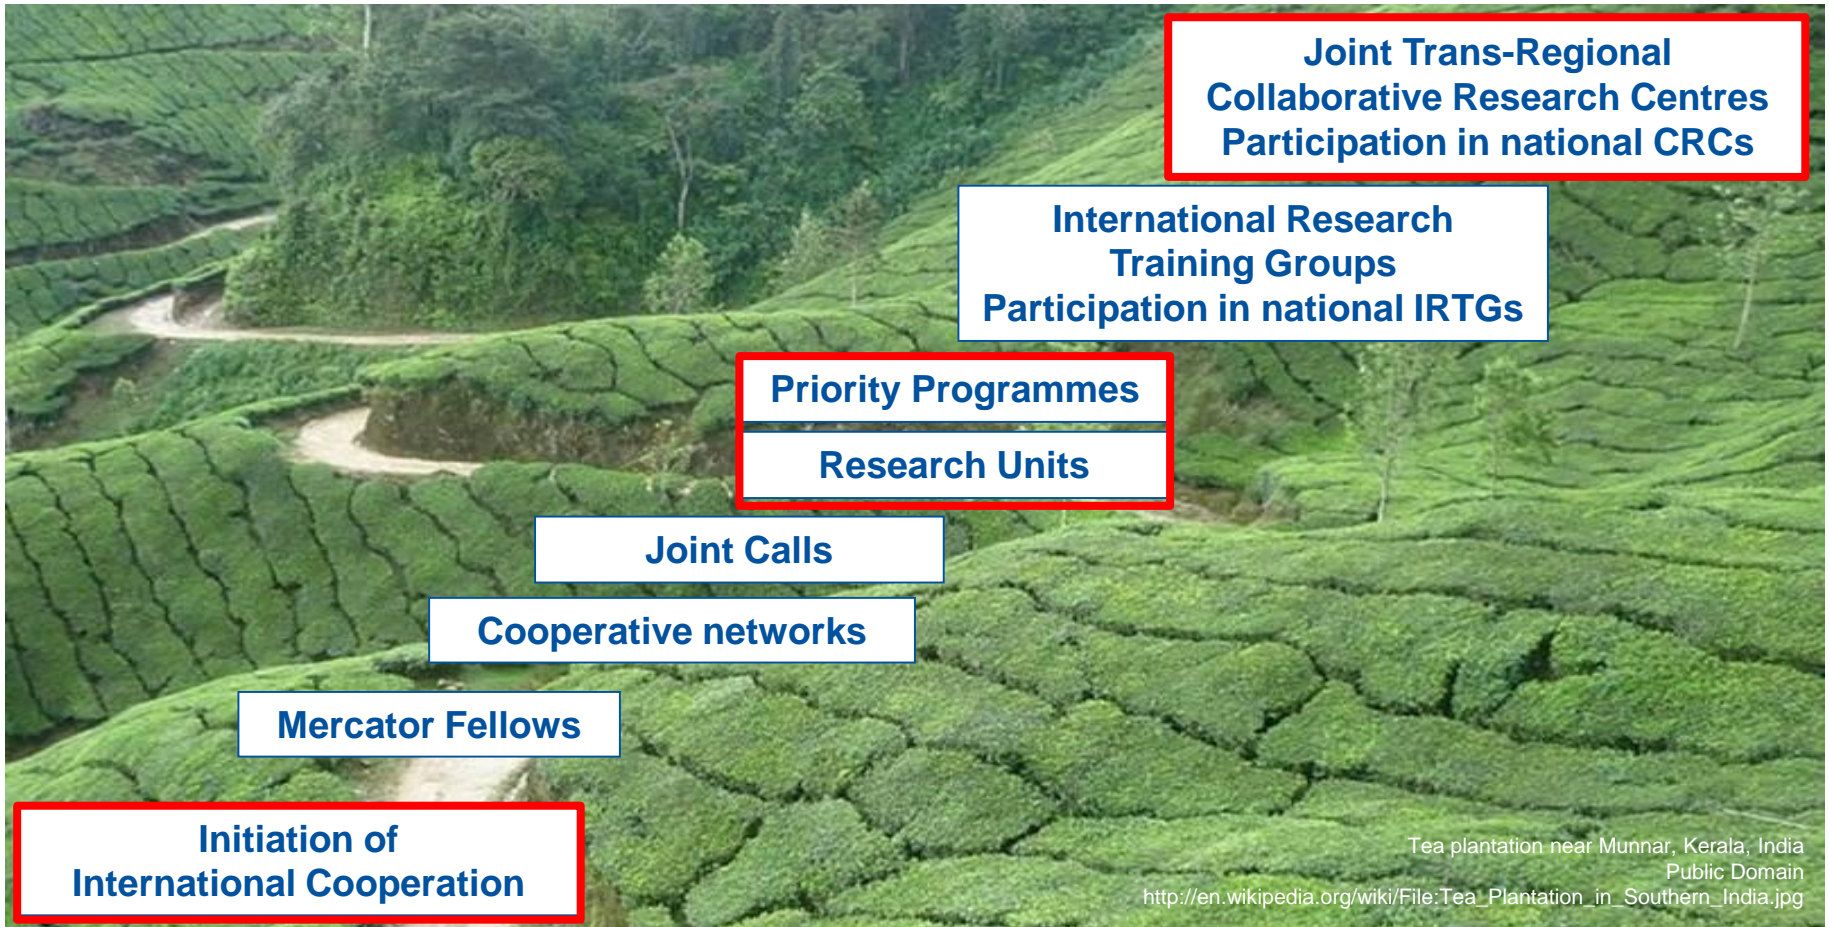 Joint Trans-Regional
Collaborative Research Centres
Participation in national CRCs
International Research
Training Groups
Participation in national IRTGs
Priority Programmes
Research Units
Joint Calls
Cooperative networks
Mercator Fellows
Initiation of
International Cooperation
Tea plantation near Munnar, Kerala, India
Public Domain
http://en.wikipedia.org/wiki/File:Tea_Plantation_in_Southern_India.jpg